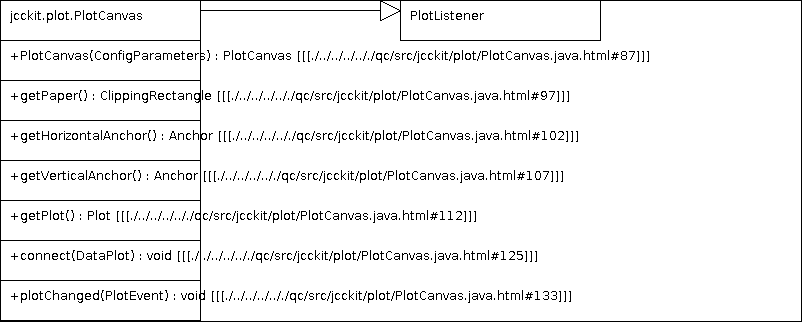 jcckit.plot.PlotCanvas
PlotListener
+PlotCanvas(ConfigParameters) : PlotCanvas [[[./../../../../../qc/src/jcckit/plot/PlotCanvas.java.html#87]]]
+getPaper() : ClippingRectangle [[[./../../../../../qc/src/jcckit/plot/PlotCanvas.java.html#97]]]
+getHorizontalAnchor() : Anchor [[[./../../../../../qc/src/jcckit/plot/PlotCanvas.java.html#102]]]
+getVerticalAnchor() : Anchor [[[./../../../../../qc/src/jcckit/plot/PlotCanvas.java.html#107]]]
+getPlot() : Plot [[[./../../../../../qc/src/jcckit/plot/PlotCanvas.java.html#112]]]
+connect(DataPlot) : void [[[./../../../../../qc/src/jcckit/plot/PlotCanvas.java.html#125]]]
+plotChanged(PlotEvent) : void [[[./../../../../../qc/src/jcckit/plot/PlotCanvas.java.html#133]]]